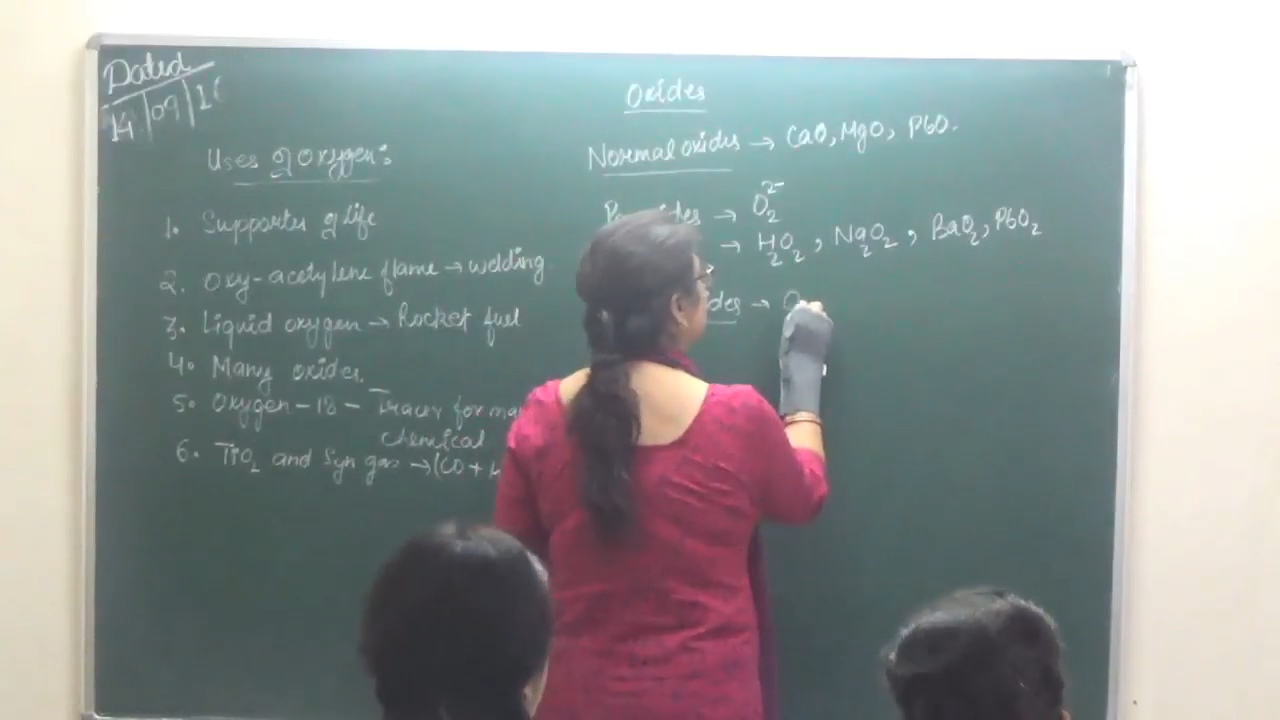 Dated
14/09/1
Uses of oxygen:
1. Supporter of life
2. Oxy-acetylene flame → welding
3. Liquid oxygen → Rocket fuel
4. Many oxides.
5. Oxygen-18 - Tracer for
chemical
6. TiO₂ and Syn gas → (CO +
Oxides
Normal oxides → CaO, MgO, PbO.
→ O₂²⁻
→ H₂O₂, Na₂O₂, BaO₂, PbO₂
→